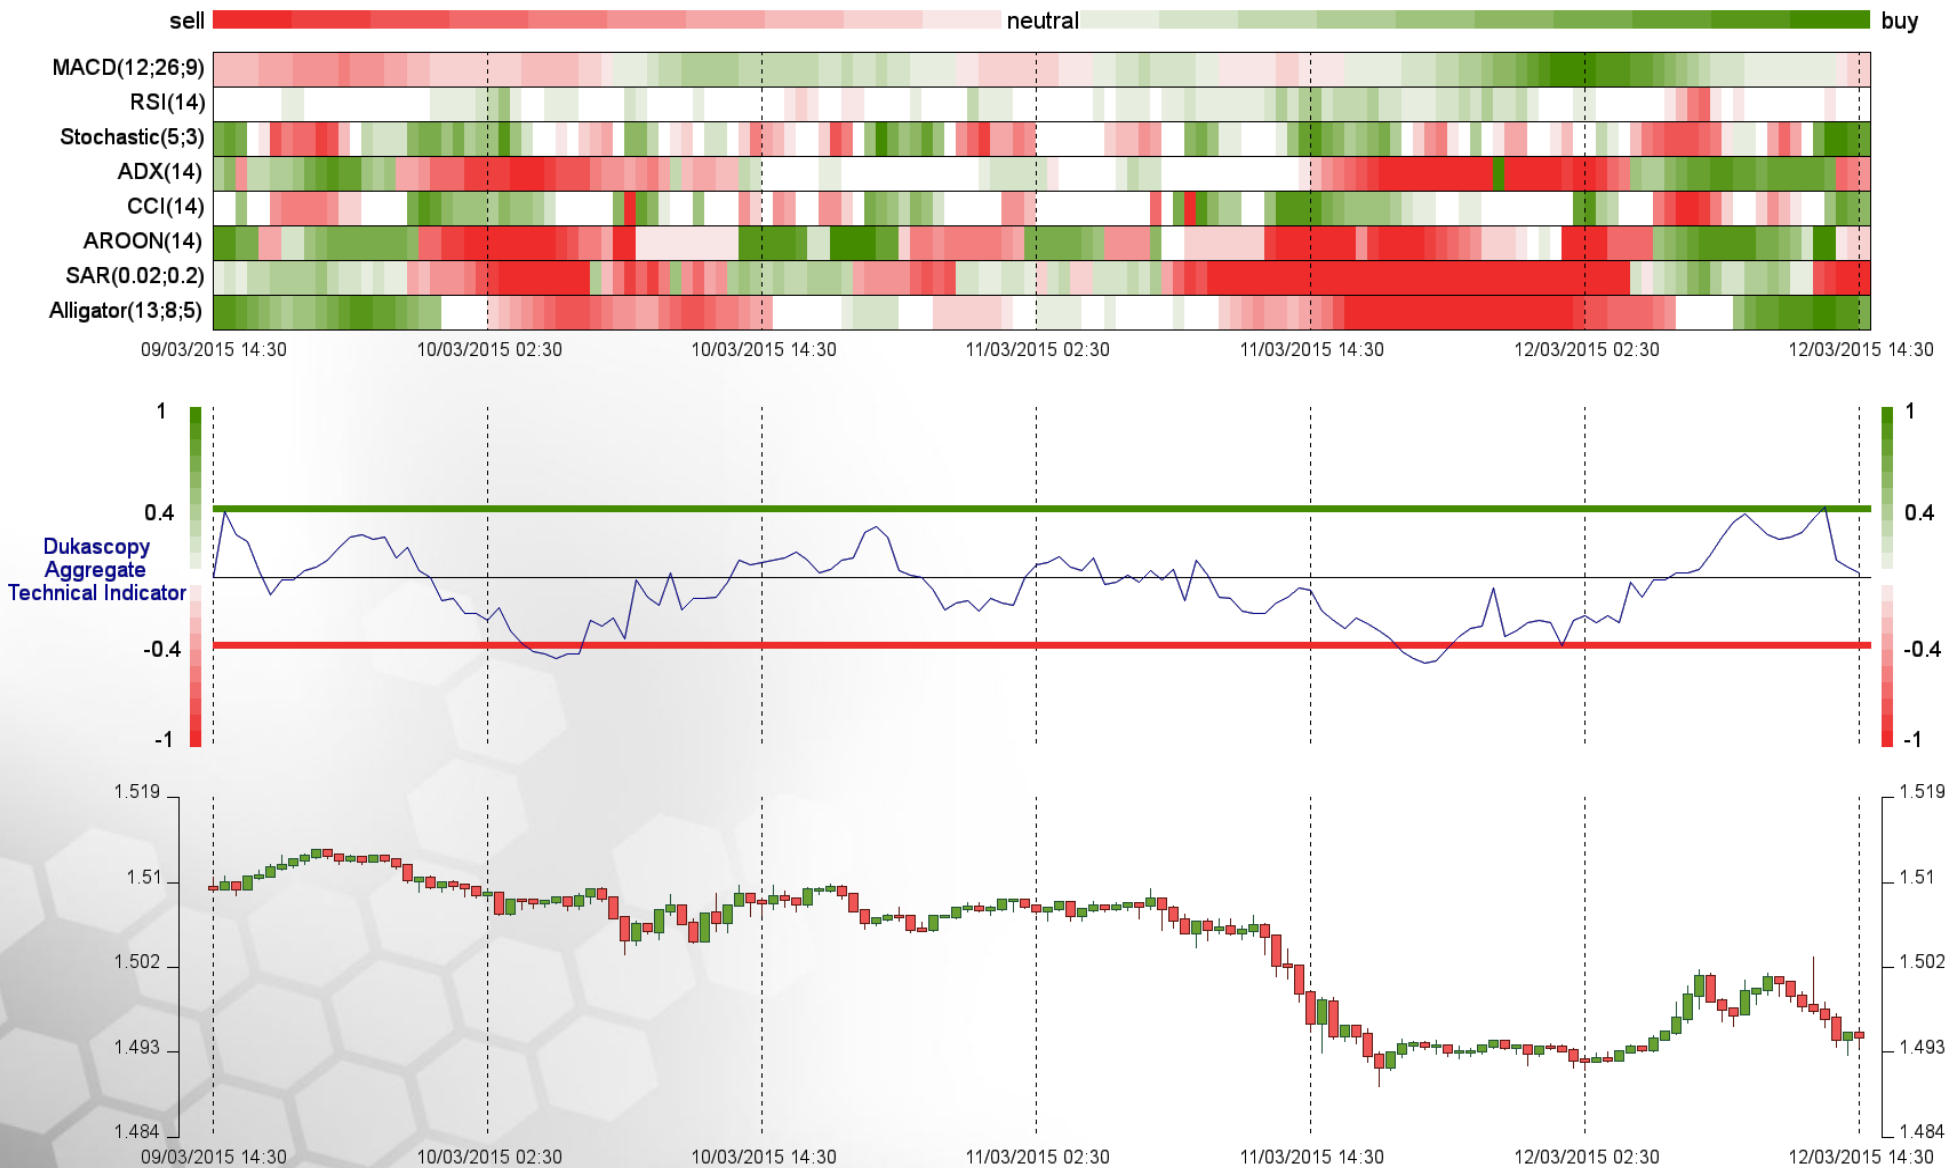 sell neutral buy
MACD(12;26;9)
RSI(14)
Stochastic(5;3)
ADX(14)
CCI(14)
AROON(14)
SAR(0.02;0.2)
Alligator(13;8;5)
09/03/2015 14:30 10/03/2015 02:30 10/03/2015 14:30 11/03/2015 02:30 11/03/2015 14:30 12/03/2015 02:30 12/03/2015 14:30
1 1
0.4 0.4
Dukascopy
Aggregate
Technical Indicator
-0.4 -0.4
-1 -1
1.519 1.519
1.51 1.51
1.502 1.502
1.493 1.493
1.484 1.484
09/03/2015 14:30 10/03/2015 02:30 10/03/2015 14:30 11/03/2015 02:30 11/03/2015 14:30 12/03/2015 02:30 12/03/2015 14:30